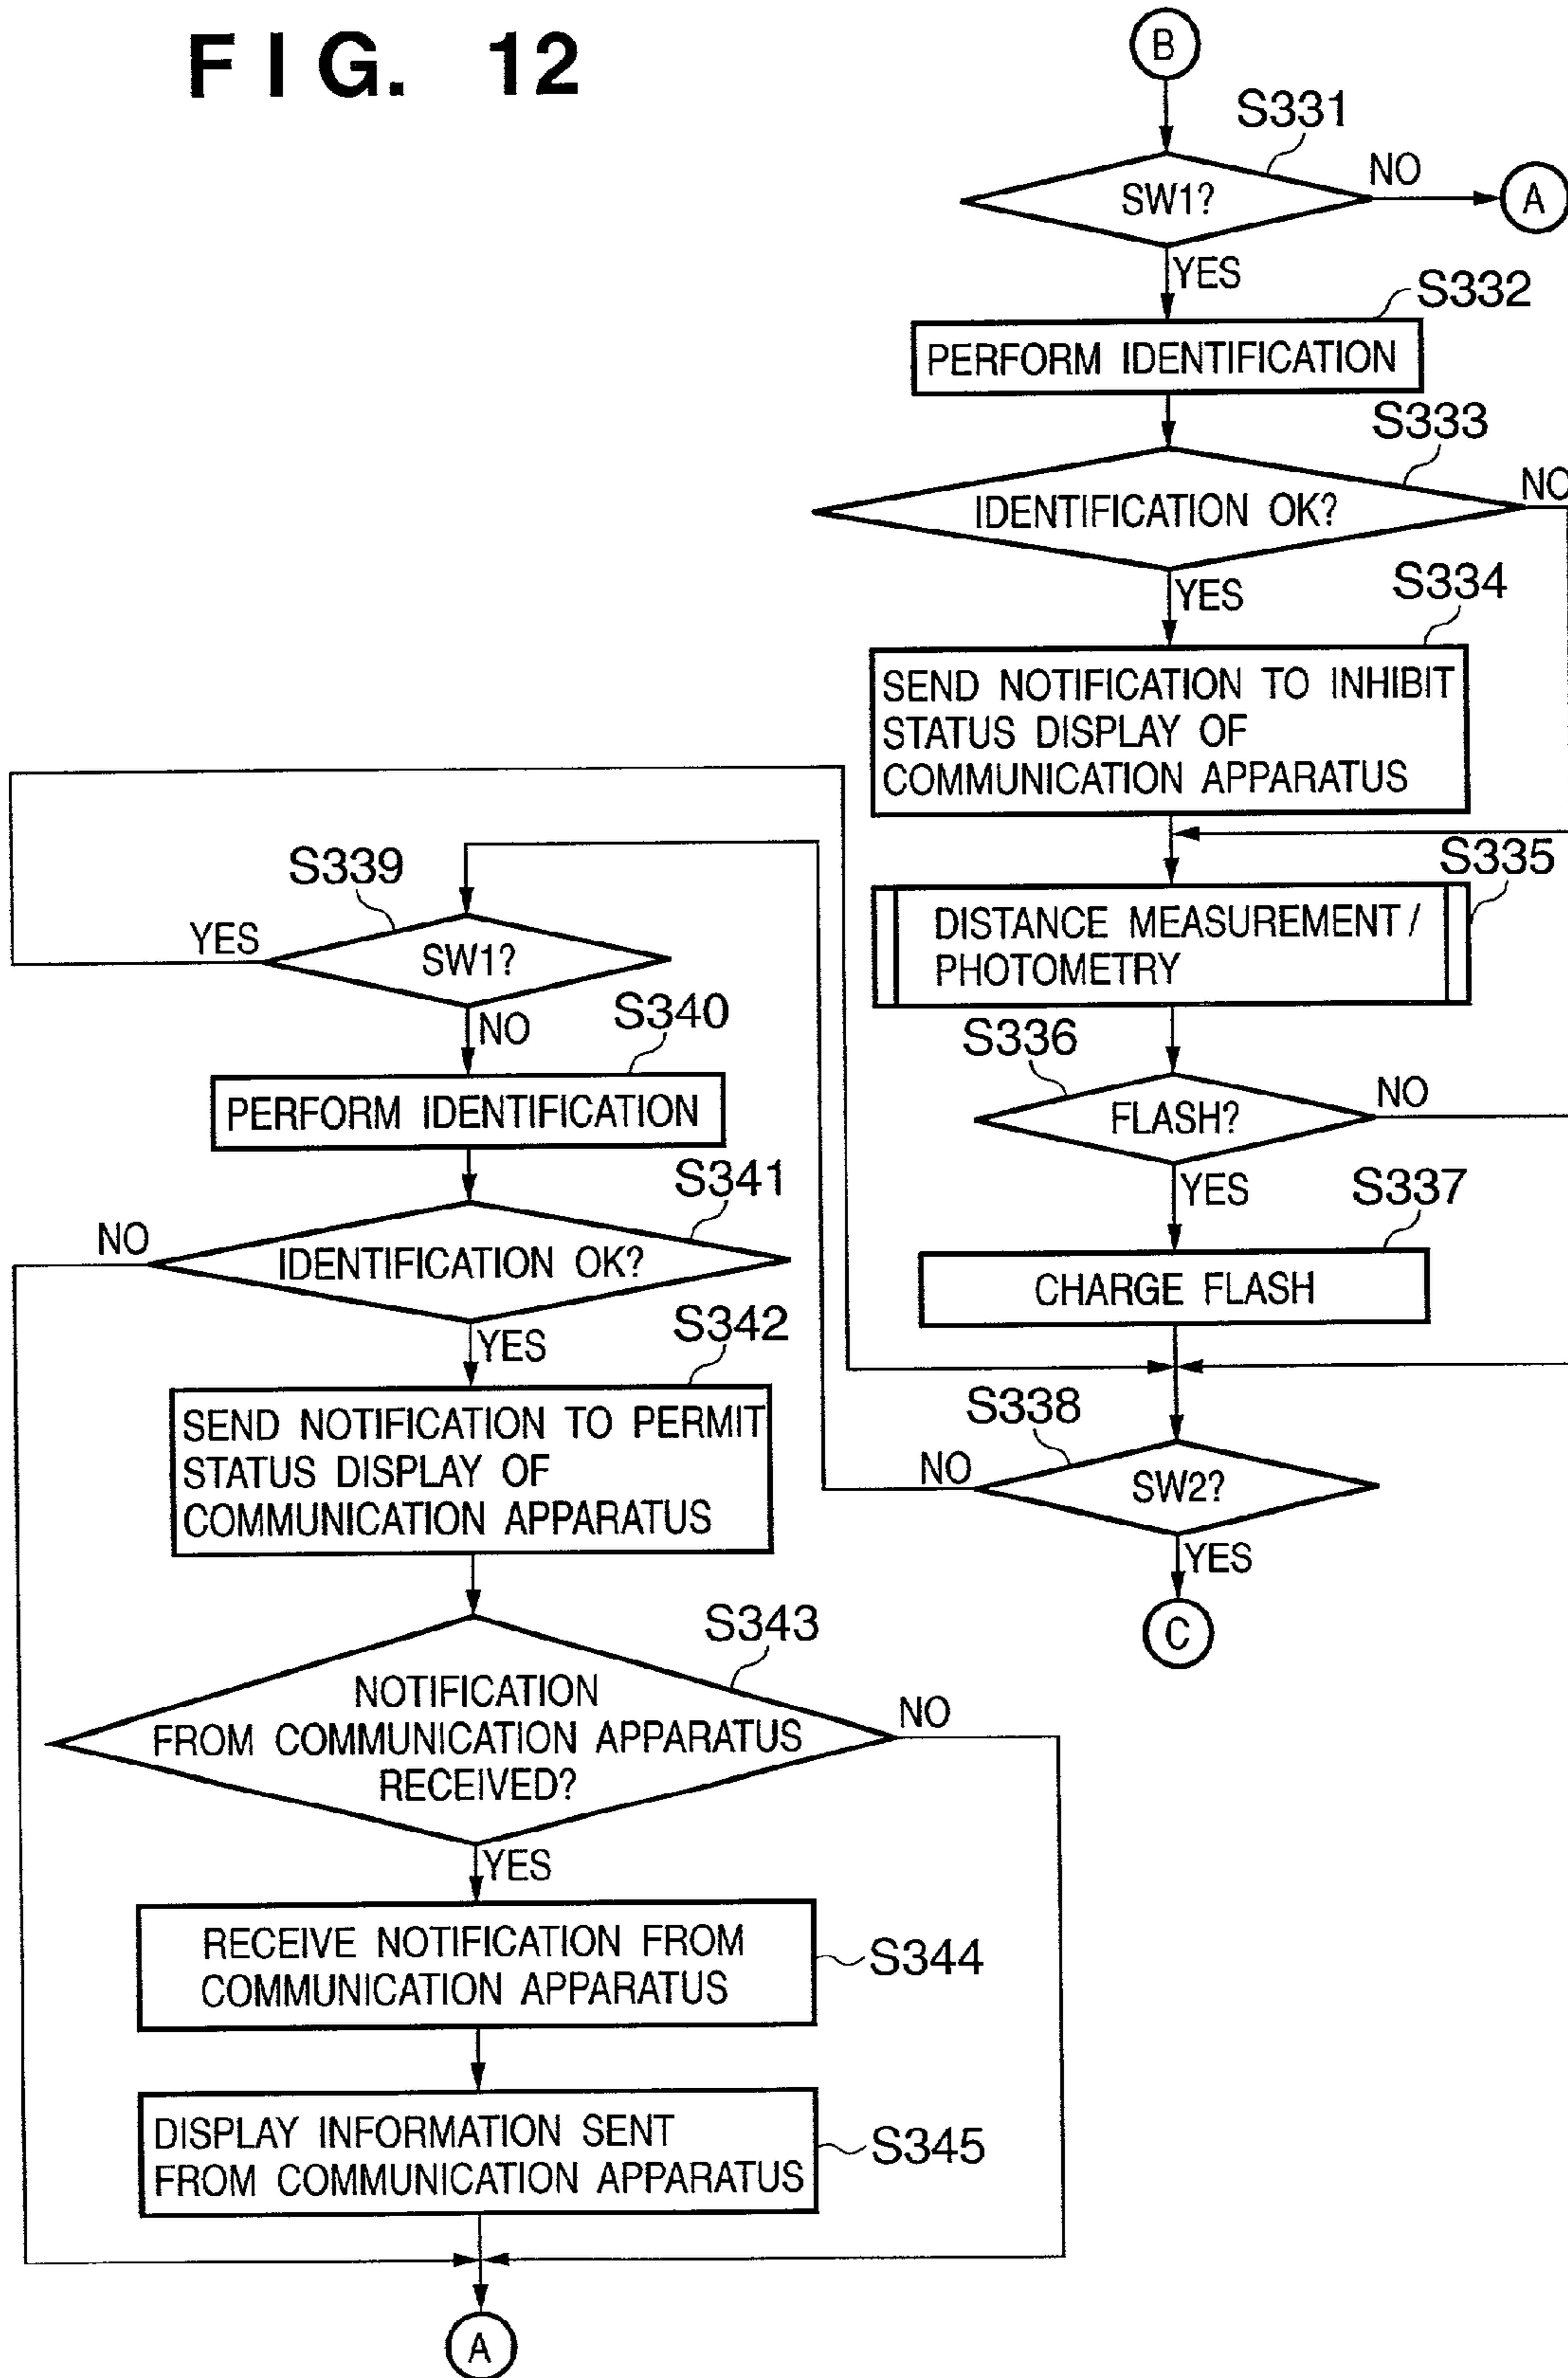 FIG. 12
B
S331
SW1?
NO
A
YES
S332
PERFORM IDENTIFICATION
S333
IDENTIFICATION OK?
NO
YES
S334
SEND NOTIFICATION TO INHIBIT
STATUS DISPLAY OF
COMMUNICATION APPARATUS
S335
DISTANCE MEASUREMENT/
PHOTOMETRY
S336
FLASH?
NO
YES
S337
CHARGE FLASH
S338
SW2?
NO
YES
C
S339
SW1?
YES
NO
S340
PERFORM IDENTIFICATION
S341
IDENTIFICATION OK?
NO
YES
S342
SEND NOTIFICATION TO PERMIT
STATUS DISPLAY OF
COMMUNICATION APPARATUS
S343
NOTIFICATION
FROM COMMUNICATION APPARATUS
RECEIVED?
NO
YES
RECEIVE NOTIFICATION FROM
COMMUNICATION APPARATUS
S344
DISPLAY INFORMATION SENT
FROM COMMUNICATION APPARATUS
S345
A